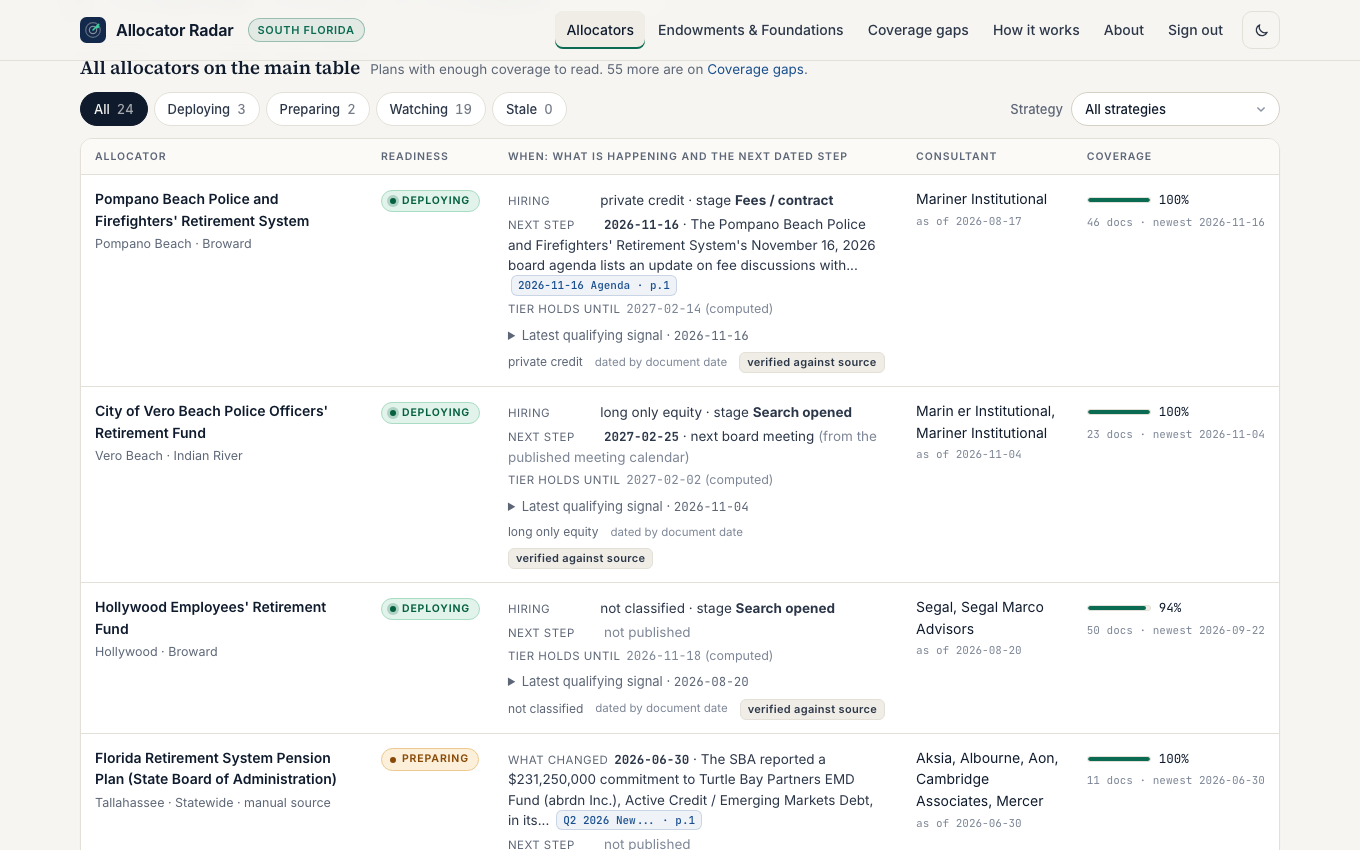 Allocator Radar SOUTH FLORIDA Allocators Endowments & Foundations Coverage gaps How it works About Sign out
All allocators on the main table Plans with enough coverage to read. 55 more are on Coverage gaps.
All 24 Deploying 3 Preparing 2 Watching 19 Stale 0 Strategy All strategies
ALLOCATOR READINESS WHEN: WHAT IS HAPPENING AND THE NEXT DATED STEP CONSULTANT COVERAGE
Pompano Beach Police and
Firefighters' Retirement System
Pompano Beach · Broward
DEPLOYING
HIRING private credit · stage Fees / contract
NEXT STEP 2026-11-16 · The Pompano Beach Police
and Firefighters' Retirement System's November 16, 2026
board agenda lists an update on fee discussions with...
2026-11-16 Agenda · p.1
TIER HOLDS UNTIL 2027-02-14 (computed)
▶ Latest qualifying signal · 2026-11-16
private credit dated by document date verified against source
Mariner Institutional
as of 2026-08-17
100%
46 docs · newest 2026-11-16
City of Vero Beach Police Officers'
Retirement Fund
Vero Beach · Indian River
DEPLOYING
HIRING long only equity · stage Search opened
NEXT STEP 2027-02-25 · next board meeting (from the
published meeting calendar)
TIER HOLDS UNTIL 2027-02-02 (computed)
▶ Latest qualifying signal · 2026-11-04
long only equity dated by document date
verified against source
Marin er Institutional,
Mariner Institutional
as of 2026-11-04
100%
23 docs · newest 2026-11-04
Hollywood Employees' Retirement
Fund
Hollywood · Broward
DEPLOYING
HIRING not classified · stage Search opened
NEXT STEP not published
TIER HOLDS UNTIL 2026-11-18 (computed)
▶ Latest qualifying signal · 2026-08-20
not classified dated by document date verified against source
Segal, Segal Marco
Advisors
as of 2026-08-20
94%
50 docs · newest 2026-09-22
Florida Retirement System Pension
Plan (State Board of Administration)
Tallahassee · Statewide · manual source
PREPARING
WHAT CHANGED 2026-06-30 · The SBA reported a
$231,250,000 commitment to Turtle Bay Partners EMD
Fund (abrdn Inc.), Active Credit / Emerging Markets Debt,
in its... Q2 2026 New... · p.1
NEXT STEP not published
Aksia, Albourne, Aon,
Cambridge
Associates, Mercer
as of 2026-06-30
100%
11 docs · newest 2026-06-30